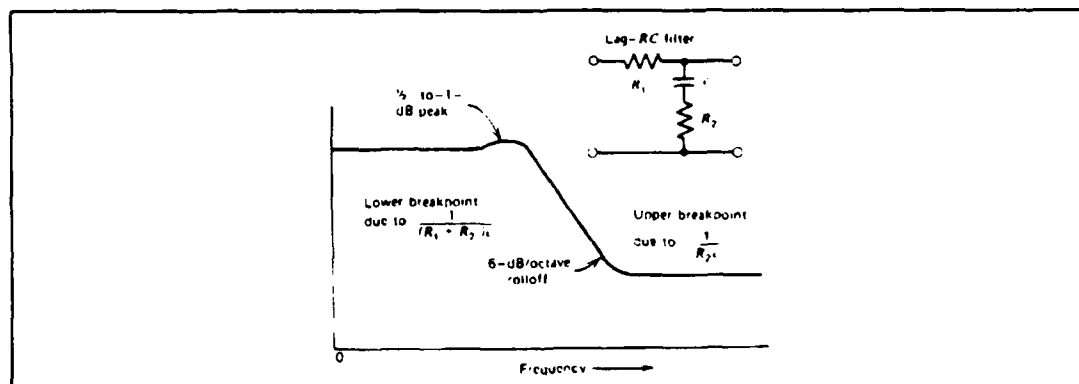 Lag-RC filter
R1
R2
½-to-1-
dB peak
Lower breakpoint
due to 1
(R1 + R2)
Upper breakpoint
due to 1
R2
6-dB/octave
rolloff
0
Frequency